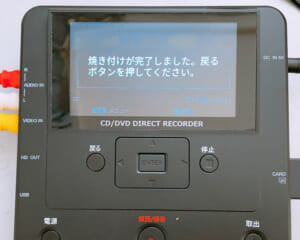 焼き付けが完了しました。戻る
ボタンを押してください。
CD/DVD DIRECT RECORDER
R
L
AUDIO IN
VIDEO IN
HD OUT
USB
DC IN 5V
CARD
戻る
ENTER
停止
電源
取出